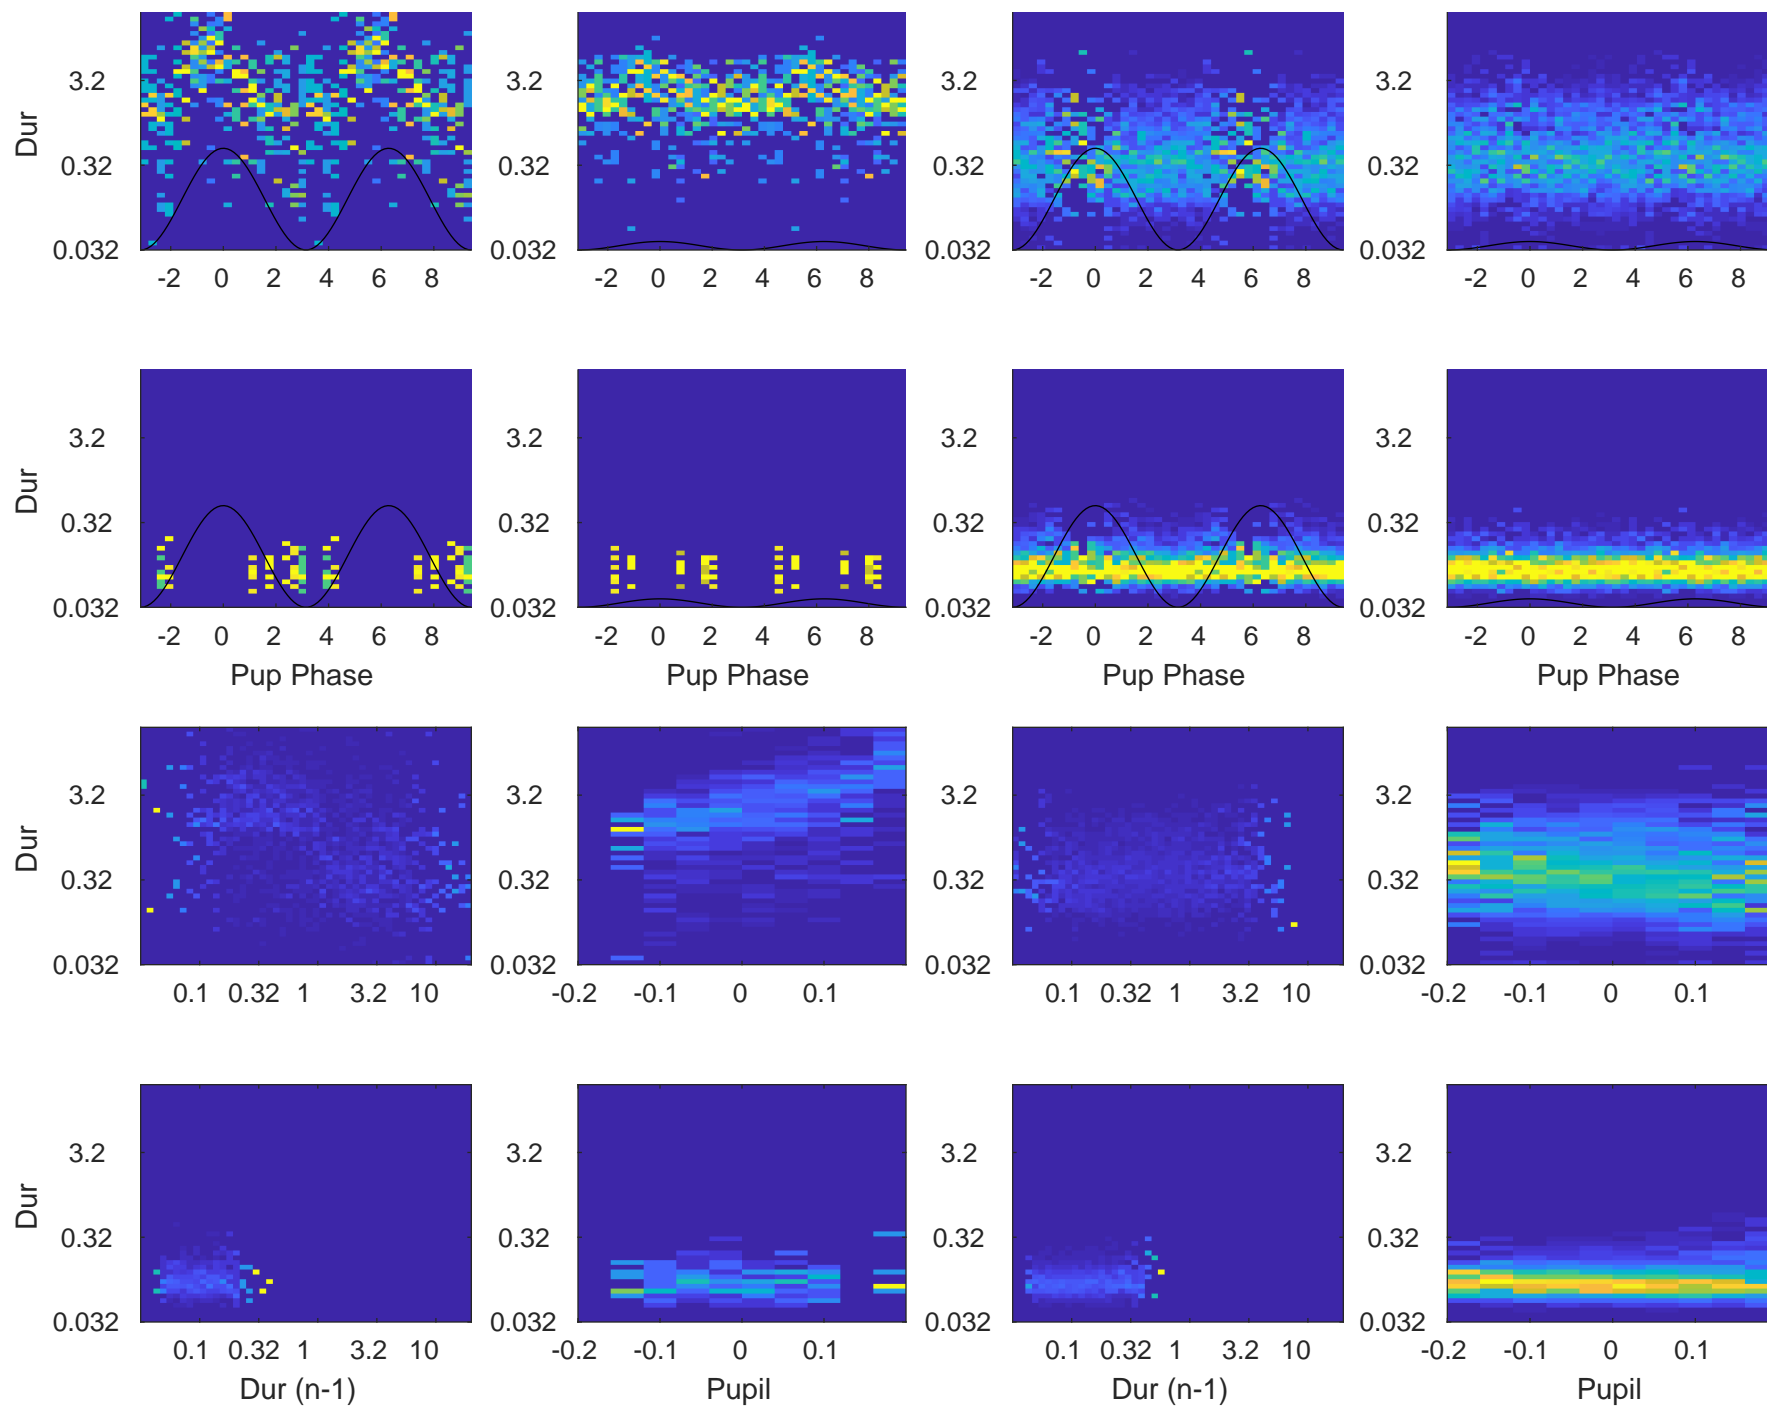 3.2 3.2 3.2 3.2
Dur
0.32 0.32 0.32 0.32
0.032 0.032 0.032 0.032
-2 0 2 4 6 8 -2 0 2 4 6 8 -2 0 2 4 6 8 -2 0 2 4 6 8
3.2 3.2 3.2 3.2
Dur
0.32 0.32 0.32 0.32
0.032 0.032 0.032 0.032
-2 0 2 4 6 8 -2 0 2 4 6 8 -2 0 2 4 6 8 -2 0 2 4 6 8
Pup Phase Pup Phase Pup Phase Pup Phase
3.2 3.2 3.2 3.2
Dur
0.32 0.32 0.32 0.32
0.032 0.032 0.032 0.032
0.1 0.32 1 3.2 10 -0.2 -0.1 0 0.1 0.1 0.32 1 3.2 10 -0.2 -0.1 0 0.1
3.2 3.2 3.2 3.2
Dur
0.32 0.32 0.32 0.32
0.032 0.032 0.032 0.032
0.1 0.32 1 3.2 10 -0.2 -0.1 0 0.1 0.1 0.32 1 3.2 10 -0.2 -0.1 0 0.1
Dur (n-1) Pupil Dur (n-1) Pupil